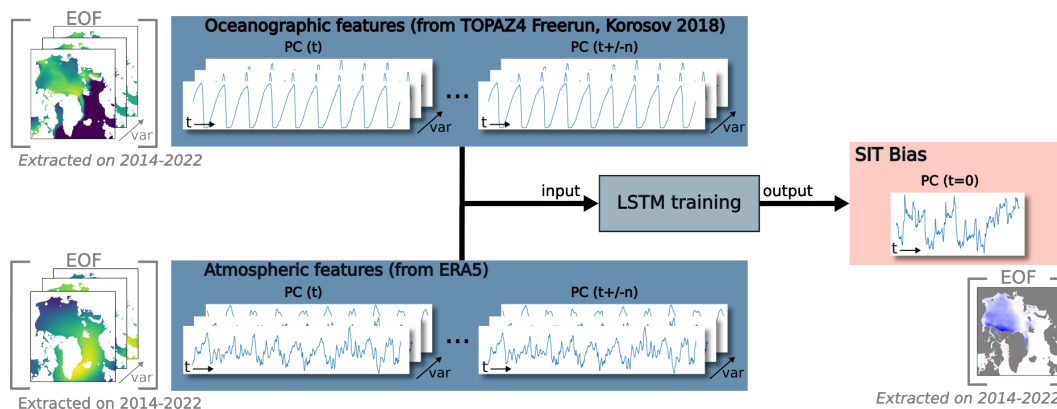 EOF
var
Extracted on 2014-2022
Oceanographic features (from TOPAZ4 Freerun, Korosov 2018)
PC (t)
PC (t+/-n)
t
...
t
var
var
input
LSTM training
output
SIT Bias
PC (t=0)
t
EOF
Extracted on 2014-2022
EOF
var
Extracted on 2014-2022
Atmospheric features (from ERA5)
PC (t)
PC (t+/-n)
t
...
t
var
var